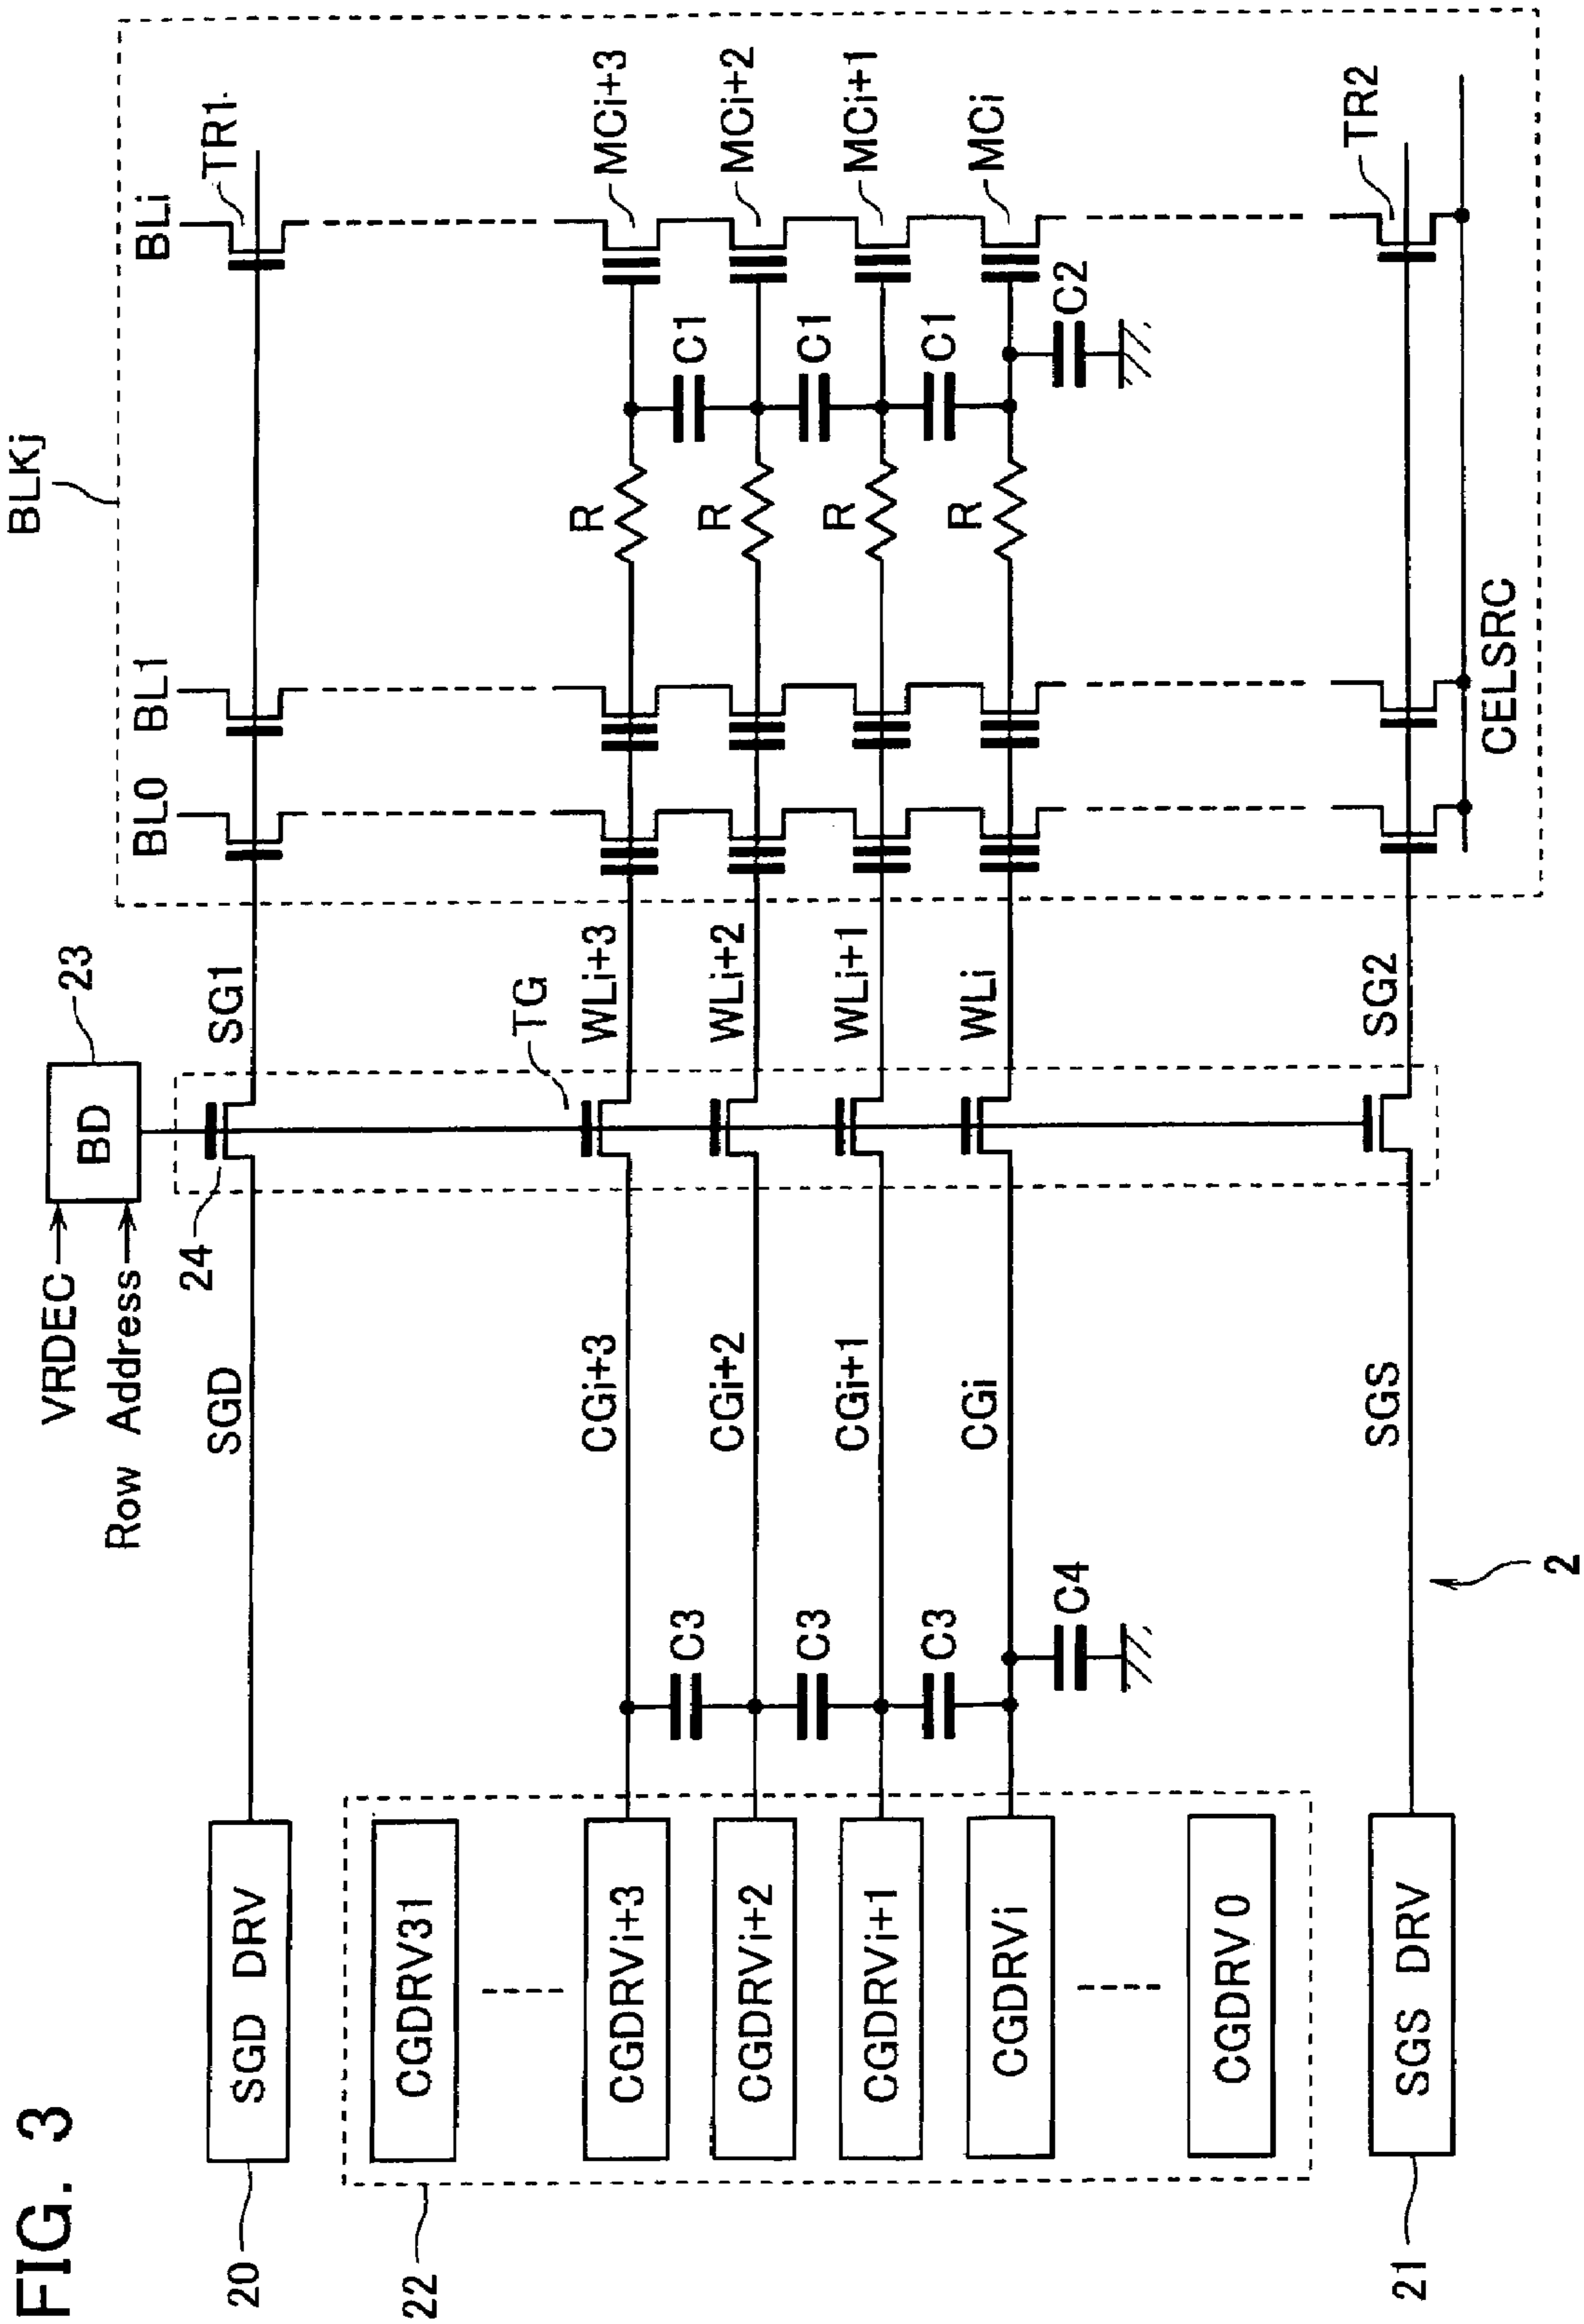 FIG. 3
BLKj
VRDEC
Row Address
BD
23
24
BL0
BL1
BLi
TR1
20
SGD DRV
SGD
SG1
22
CGDRV31
TG
CGDRVi+3
CGi+3
WLi+3
R
MCi+3
C3
C1
CGDRVi+2
CGi+2
WLi+2
R
MCi+2
C3
C1
CGDRVi+1
CGi+1
WLi+1
R
MCi+1
C3
C1
CGDRVi
CGi
WLi
R
MCi
C4
C2
CGDRV0
21
SGS DRV
SGS
SG2
TR2
CELSRC
2